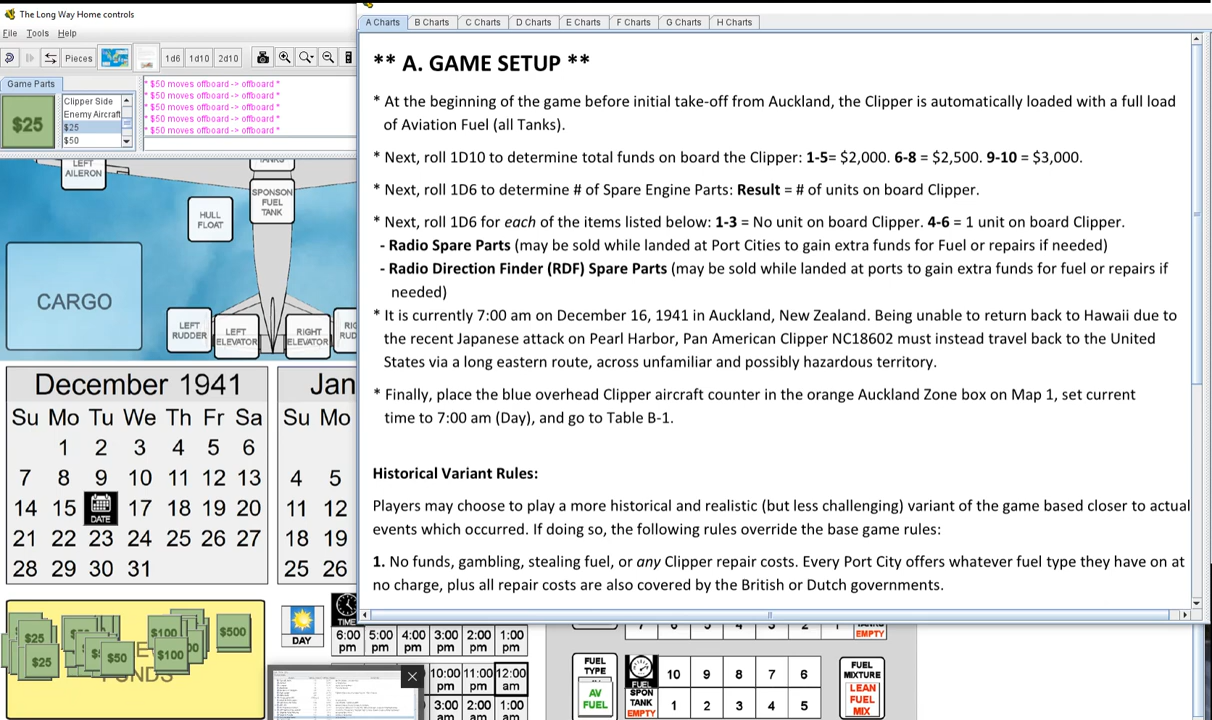 The Long Way Home controls
File Tools Help
Pieces
1d6 1d10 2d10
Game Parts
$25
Clipper Side
Enemy Aircraft
$25
$50
* $50 moves offboard -> offboard *
* $50 moves offboard -> offboard *
* $50 moves offboard -> offboard *
* $50 moves offboard -> offboard *
* $50 moves offboard -> offboard *
LEFT
AILERON
TANKS
SPONSON
FUEL
TANK
HULL
FLOAT
CARGO
LEFT
RUDDER
LEFT
ELEVATOR
RIGHT
ELEVATOR
RIG
RUD
December 1941
Su Mo Tu We Th Fr Sa
1 2 3 4 5 6
7 8 9 10 11 12 13
14 15 DATE 17 18 19 20
21 22 23 24 25 26 27
28 29 30 31
Jan
Su Mo
4 5
11 12
18 19
25 26
$25
$25
$50
$100
$100
$500
NDS
DAY
TIME
6:00 pm 5:00 pm 4:00 pm 3:00 pm 2:00 pm 1:00 pm
10:00 pm 11:00 pm 12:00 am
3:00 am 2:00 am 1:00 am
A Charts B Charts C Charts D Charts E Charts F Charts G Charts H Charts
** A. GAME SETUP **
* At the beginning of the game before initial take-off from Auckland, the Clipper is automatically loaded with a full load
of Aviation Fuel (all Tanks).
* Next, roll 1D10 to determine total funds on board the Clipper: 1-5= $2,000. 6-8 = $2,500. 9-10 = $3,000.
* Next, roll 1D6 to determine # of Spare Engine Parts: Result = # of units on board Clipper.
* Next, roll 1D6 for each of the items listed below: 1-3 = No unit on board Clipper. 4-6 = 1 unit on board Clipper.
- Radio Spare Parts (may be sold while landed at Port Cities to gain extra funds for Fuel or repairs if needed)
- Radio Direction Finder (RDF) Spare Parts (may be sold while landed at ports to gain extra funds for fuel or repairs if
needed)
* It is currently 7:00 am on December 16, 1941 in Auckland, New Zealand. Being unable to return back to Hawaii due to
the recent Japanese attack on Pearl Harbor, Pan American Clipper NC18602 must instead travel back to the United
States via a long eastern route, across unfamiliar and possibly hazardous territory.
* Finally, place the blue overhead Clipper aircraft counter in the orange Auckland Zone box on Map 1, set current
time to 7:00 am (Day), and go to Table B-1.
Historical Variant Rules:
Players may choose to play a more historical and realistic (but less challenging) variant of the game based closer to actual
events which occurred. If doing so, the following rules override the base game rules:
1. No funds, gambling, stealing fuel, or any Clipper repair costs. Every Port City offers whatever fuel type they have on at
no charge, plus all repair costs are also covered by the British or Dutch governments.
EMPTY
FUEL
TYPE
AV
FUEL
FUEL
SPON
TANK
EMPTY
10 9 8 7 6
1 2 3 4 5
FUEL
MIXTURE
LEAN
FUEL
MIX